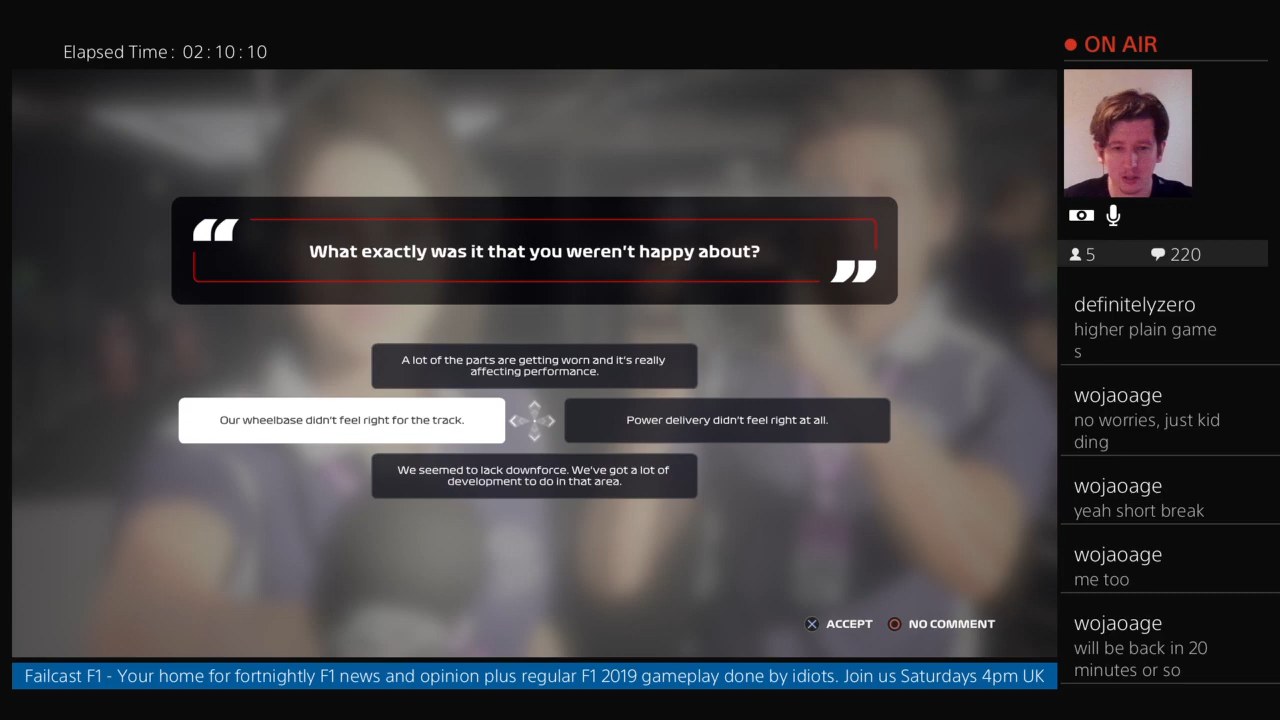 Elapsed Time: 02:10:10
ON AIR
What exactly was it that you weren't happy about?
A lot of the parts are getting worn and it's really
affecting performance.
Our wheelbase didn't feel right for the track.
Power delivery didn't feel right at all.
We seemed to lack downforce. We've got a lot of
development to do in that area.
ACCEPT NO COMMENT
Failcast F1 - Your home for fortnightly F1 news and opinion plus regular F1 2019 gameplay done by idiots. Join us Saturdays 4pm UK
5 220
definitelyzero
higher plain game
s
wojaoage
no worries, just kid
ding
wojaoage
yeah short break
wojaoage
me too
wojaoage
will be back in 20
minutes or so